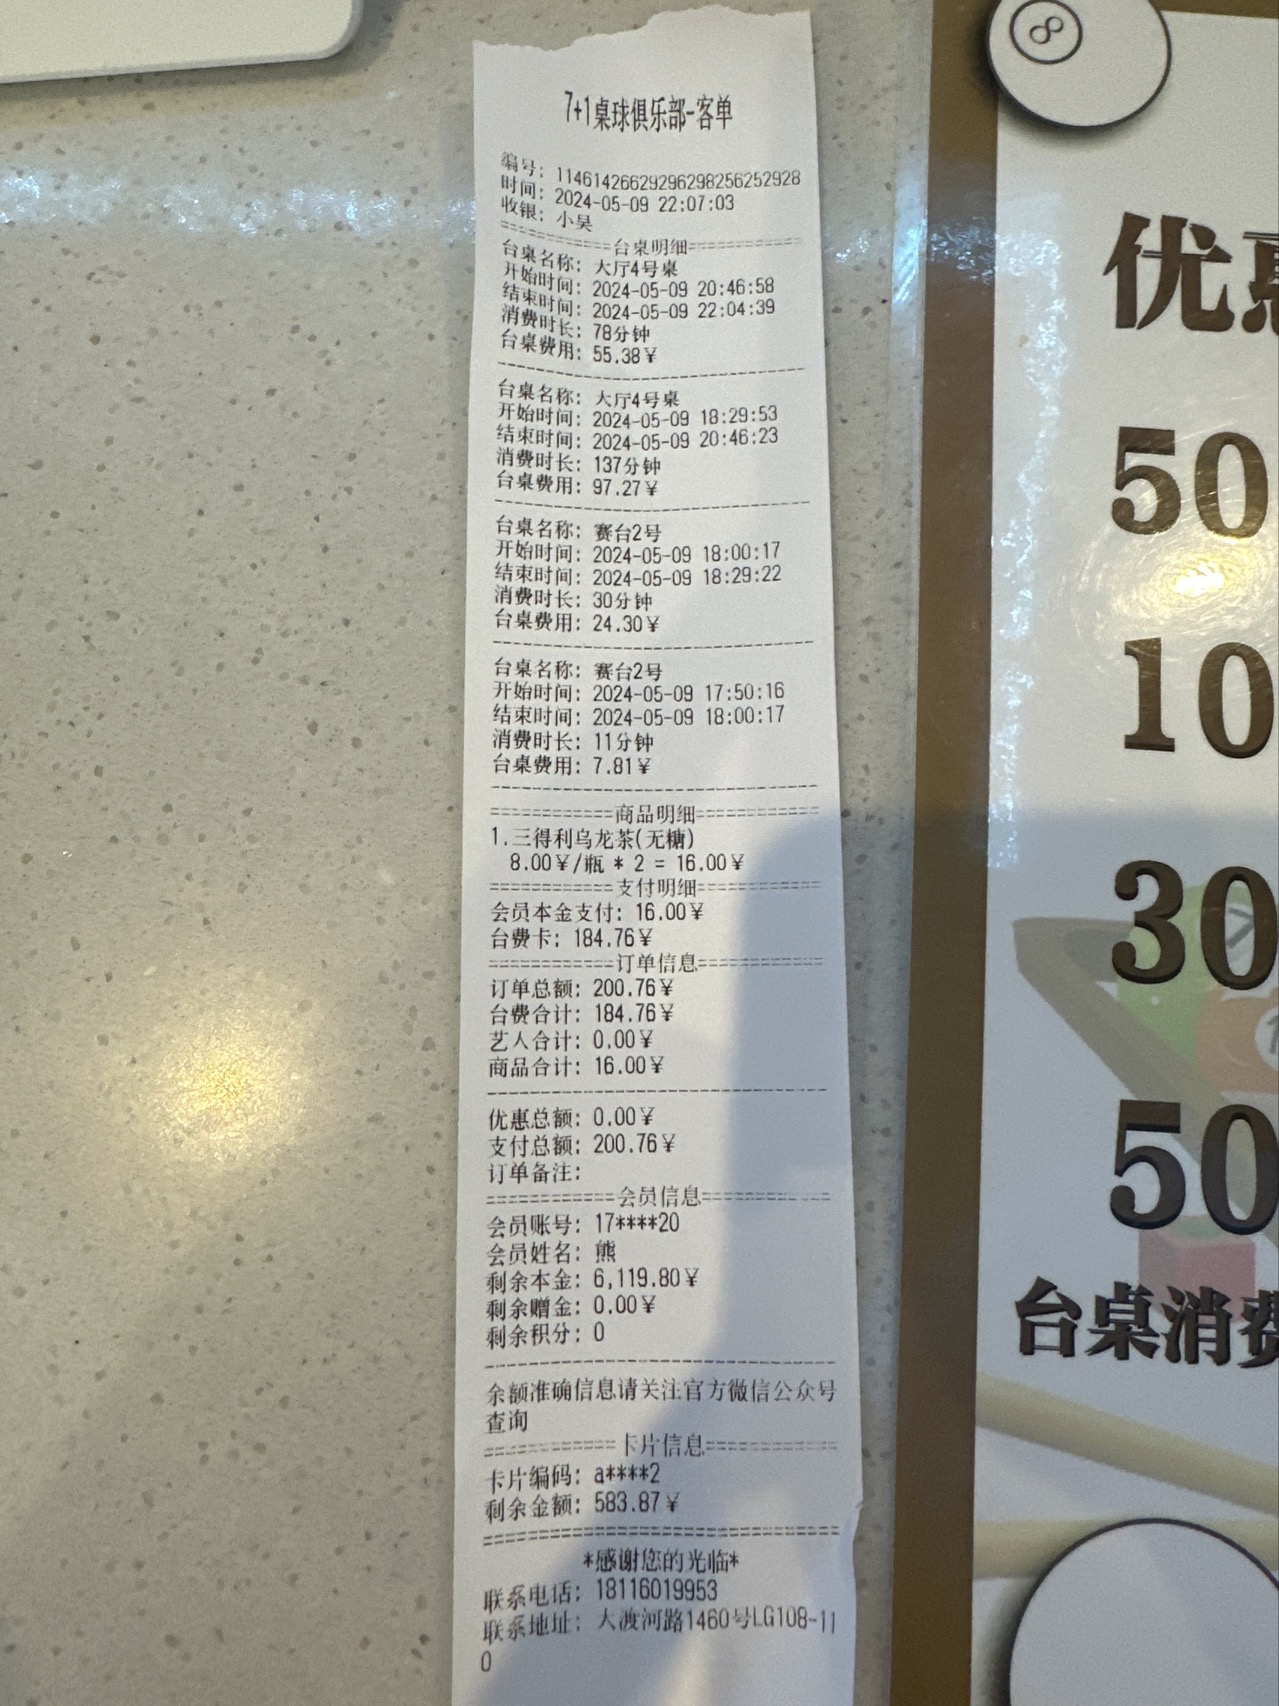 7+1桌球俱乐部-客单
编号: 1146142662929629825625​2928
时间: 2024-05-09 22:07:03
收银: 小吴
============台桌明细============
台桌名称: 大厅4号桌
开始时间: 2024-05-09 20:46:58
结束时间: 2024-05-09 22:04:39
消费时长: 78分钟
台桌费用: 55.38¥
台桌名称: 大厅4号桌
开始时间: 2024-05-09 18:29:53
结束时间: 2024-05-09 20:46:23
消费时长: 137分钟
台桌费用: 97.27¥
台桌名称: 赛台2号
开始时间: 2024-05-09 18:00:17
结束时间: 2024-05-09 18:29:22
消费时长: 30分钟
台桌费用: 24.30¥
台桌名称: 赛台2号
开始时间: 2024-05-09 17:50:16
结束时间: 2024-05-09 18:00:17
消费时长: 11分钟
台桌费用: 7.81¥
============商品明细============
1.三得利乌龙茶(无糖)
8.00¥/瓶 * 2 = 16.00¥
============支付明细============
会员本金支付: 16.00¥
台费卡: 184.76¥
============订单信息============
订单总额: 200.76¥
台费合计: 184.76¥
艺人合计: 0.00¥
商品合计: 16.00¥
优惠总额: 0.00¥
支付总额: 200.76¥
订单备注:
============会员信息============
会员账号: 17****20
会员姓名: 熊
剩余本金: 6,119.80¥
剩余赠金: 0.00¥
剩余积分: 0
余额准确信息请关注官方微信公众号
查询
============卡片信息============
卡片编码: a****2
剩余金额: 583.87¥
*感谢您的光临*
联系电话: 18116019953
联系地址: 大渡河路1460号LG108-11
0
8
优惠
50
10
30
50
台桌消费